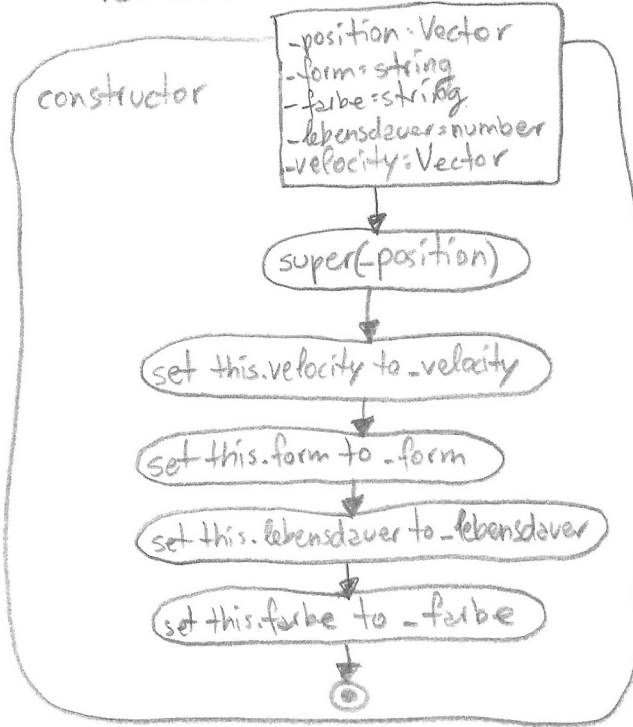 constructor
_position: Vector
_form: string
_farbe: string
_lebensdauer: number
_velocity: Vector
super(_position)
set this.velocity to _velocity
set this.form to _form
set this.lebensdauer to _lebensdauer
set this.farbe to _farbe